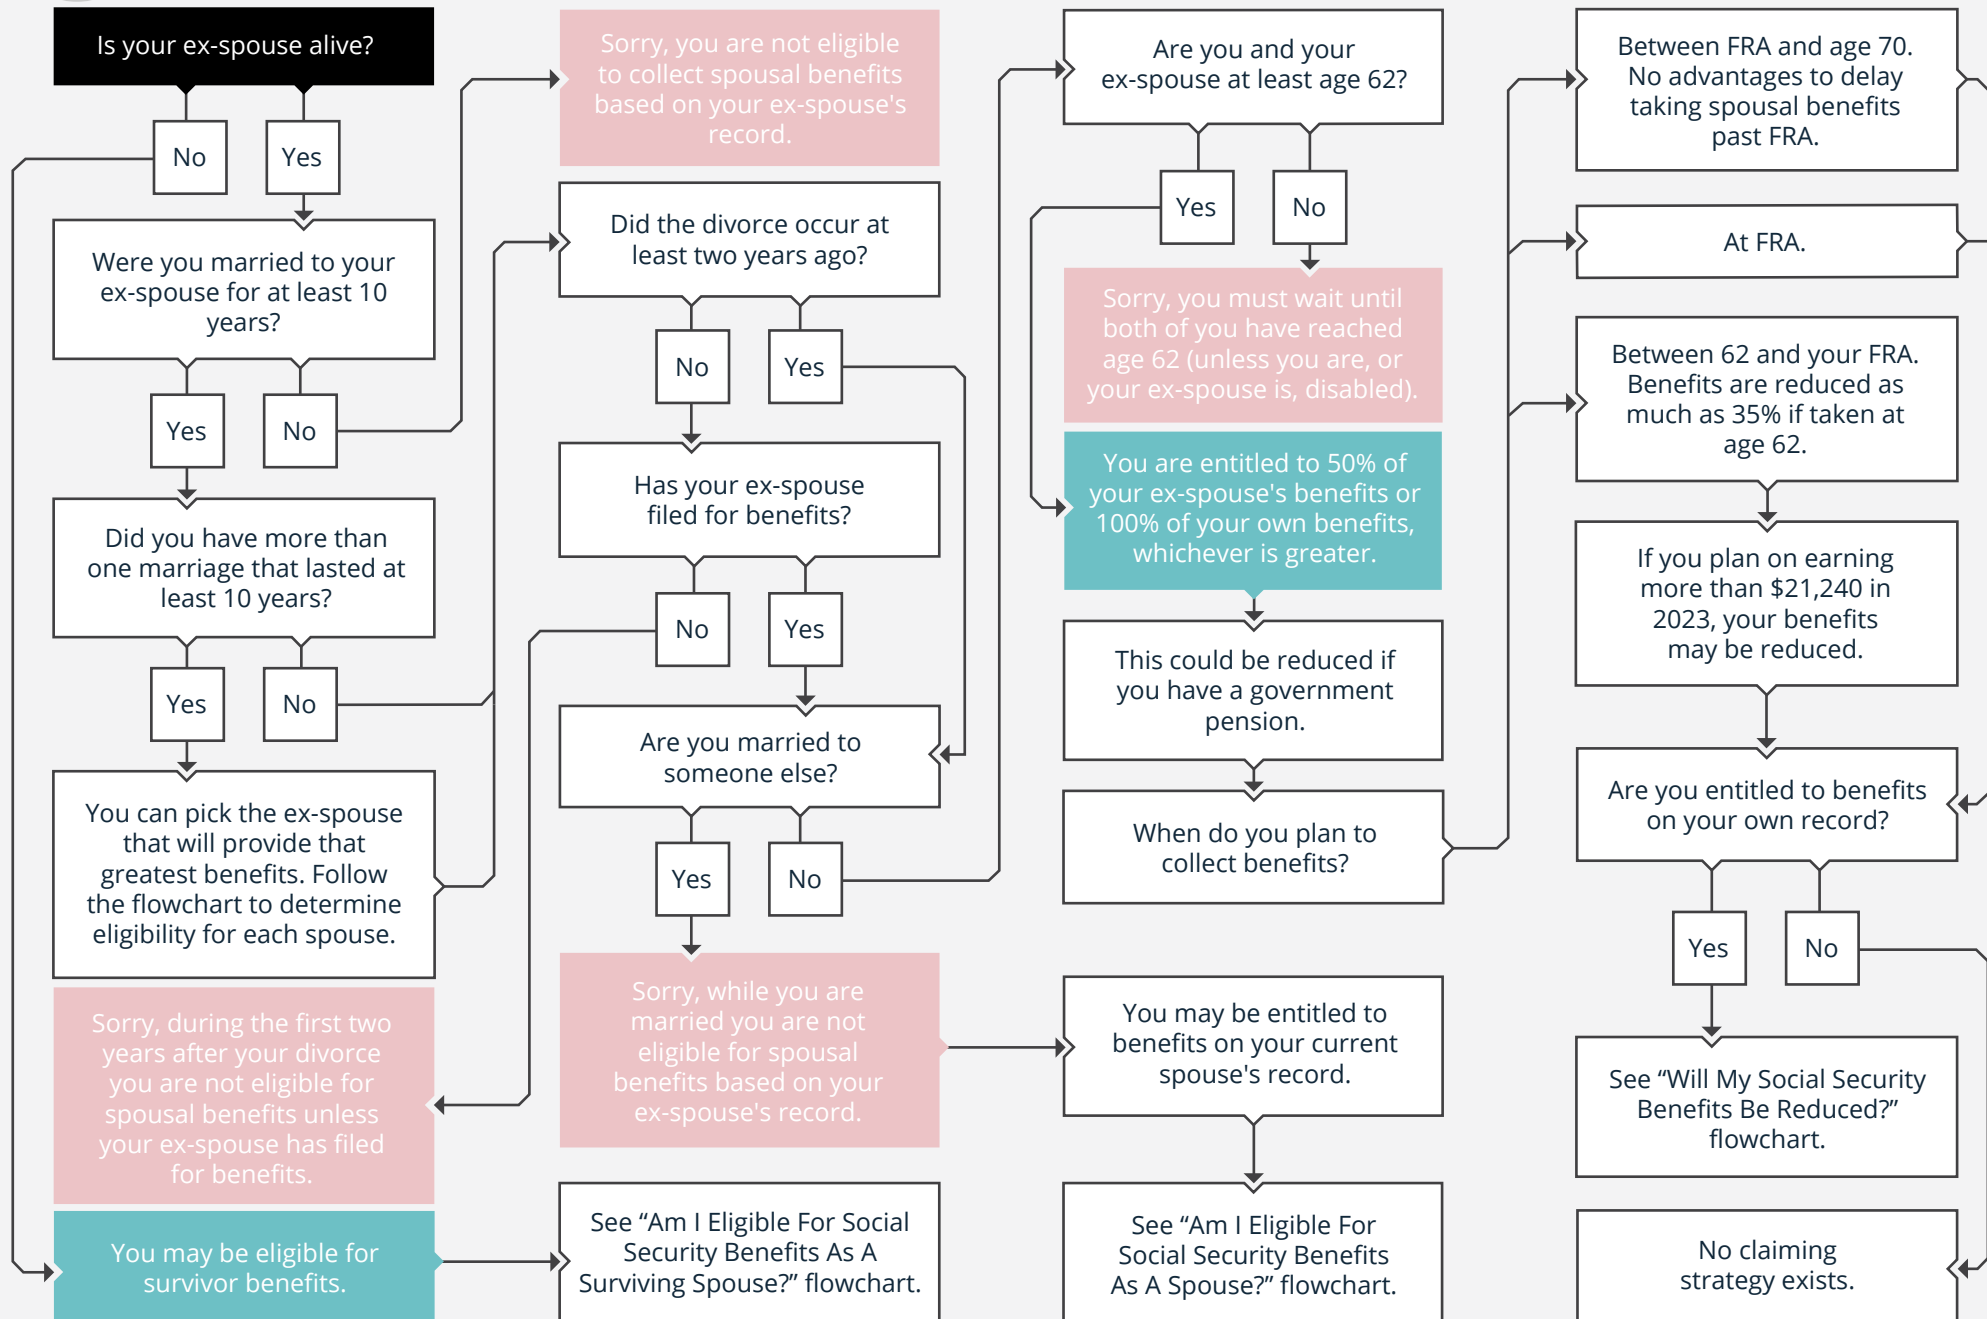 Is your ex-spouse alive?
No
Yes
Were you married to your
ex-spouse for at least 10
years?
Yes
No
Did you have more than
one marriage that lasted at
least 10 years?
Yes
No
You can pick the ex-spouse
that will provide that
greatest benefits. Follow
the flowchart to determine
eligibility for each spouse.
Sorry, during the first two
years after your divorce
you are not eligible for
spousal benefits unless
your ex-spouse has filed
for benefits.
You may be eligible for
survivor benefits.
Sorry, you are not eligible
to collect spousal benefits
based on your ex-spouse's
record.
Did the divorce occur at
least two years ago?
No
Yes
Has your ex-spouse
filed for benefits?
No
Yes
Are you married to
someone else?
Yes
No
Sorry, while you are
married you are not
eligible for spousal
benefits based on your
ex-spouse's record.
See “Am I Eligible For Social
Security Benefits As A
Surviving Spouse?” flowchart.
Are you and your
ex-spouse at least age 62?
Yes
No
Sorry, you must wait until
both of you have reached
age 62 (unless you are, or
your ex-spouse is, disabled).
You are entitled to 50% of
your ex-spouse's benefits or
100% of your own benefits,
whichever is greater.
This could be reduced if
you have a government
pension.
When do you plan to
collect benefits?
You may be entitled to
benefits on your current
spouse's record.
See “Am I Eligible For
Social Security Benefits
As A Spouse?” flowchart.
Between FRA and age 70.
No advantages to delay
taking spousal benefits
past FRA.
At FRA.
Between 62 and your FRA.
Benefits are reduced as
much as 35% if taken at
age 62.
If you plan on earning
more than $21,240 in
2023, your benefits
may be reduced.
Are you entitled to benefits
on your own record?
Yes
No
See “Will My Social Security
Benefits Be Reduced?”
flowchart.
No claiming
strategy exists.